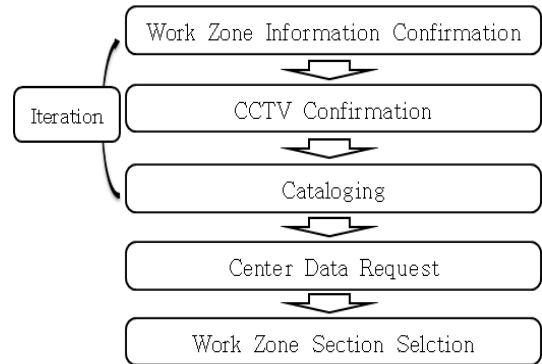 Work Zone Information Confirmation
Iteration
CCTV Confirmation
Cataloging
Center Data Request
Work Zone Section Selction